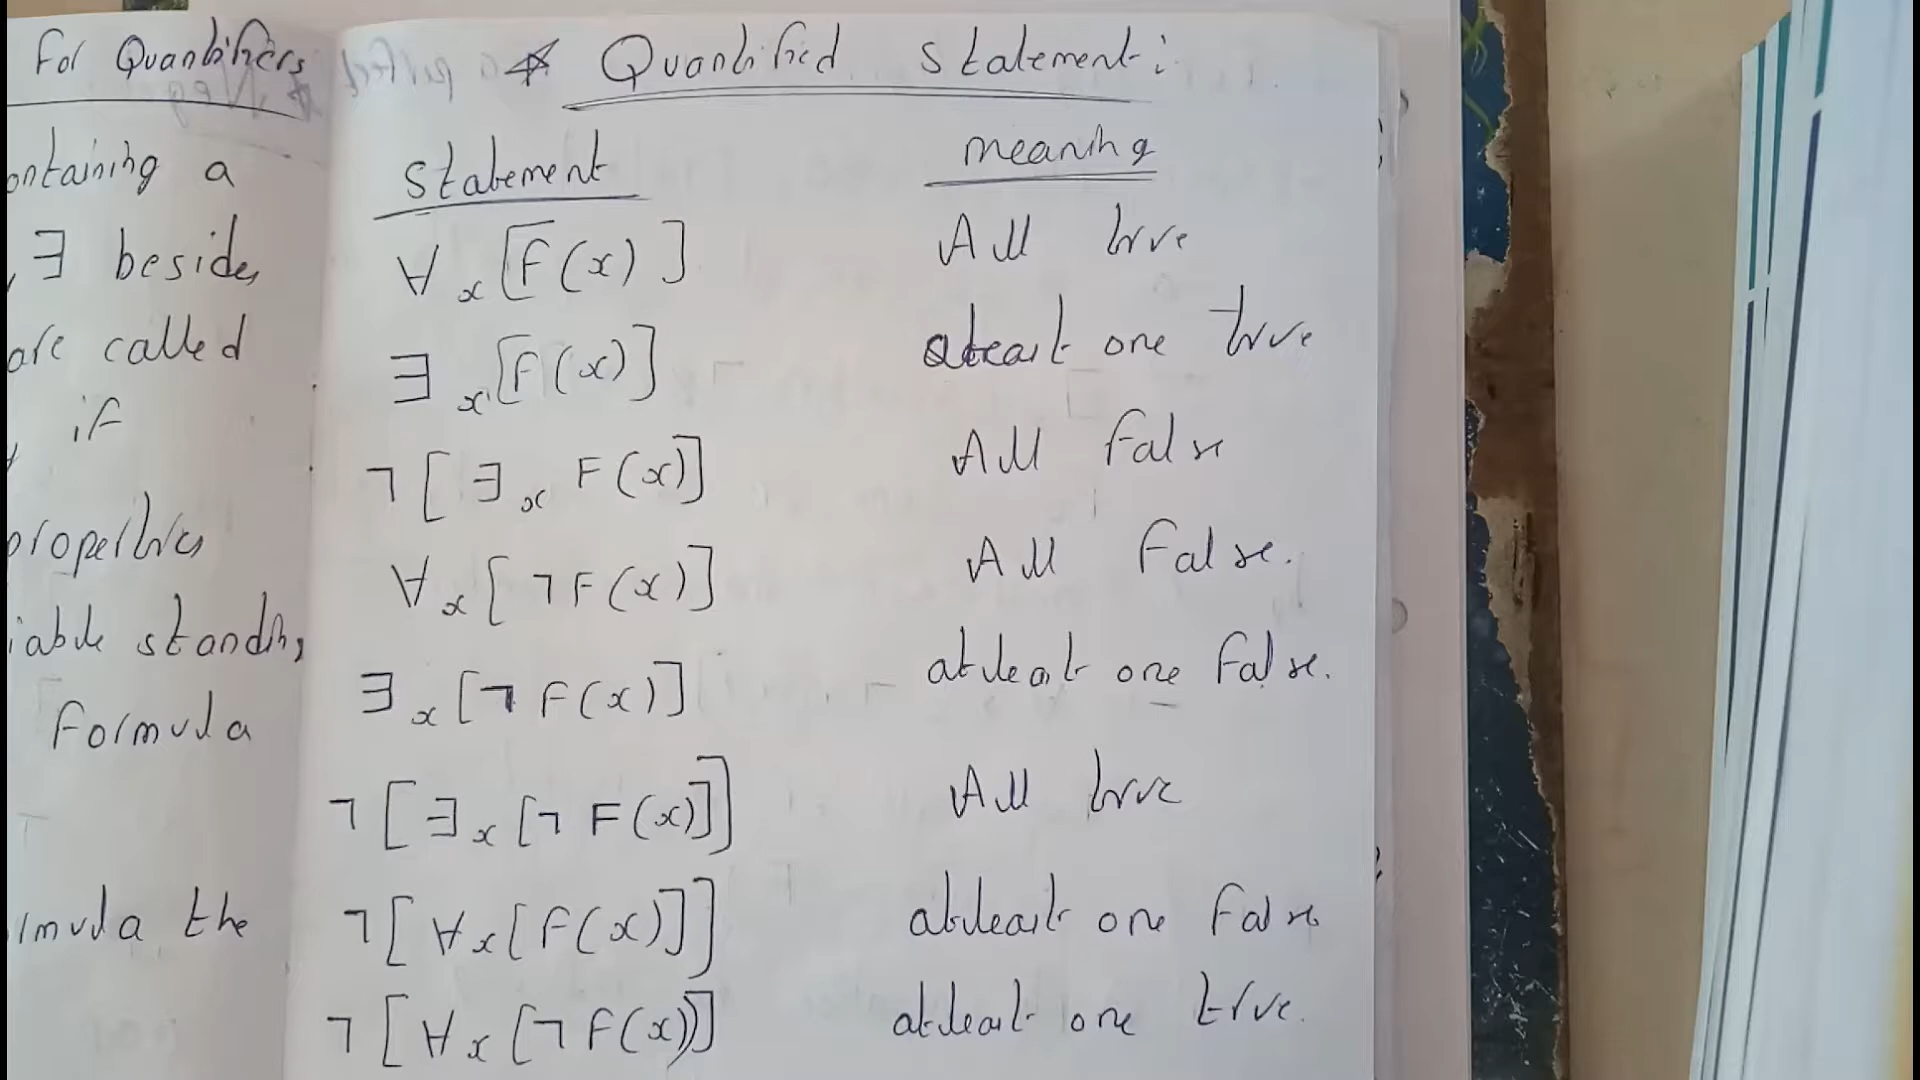 For Quantifiers
ontaining a
, ∃ beside,
are called
if
properties
iable standing
Formula
rmula the
Quantified statement:
statement meaning
∀x [F(x)] All true
∃x [F(x)] atleast one True
¬[∃x F(x)] All false
∀x [¬F(x)] All False.
∃x [¬F(x)] atleast one False.
¬[∃x [¬F(x)]] All true
¬[∀x [F(x)]] atleast one False
¬[∀x [¬F(x)]] atleast one true.